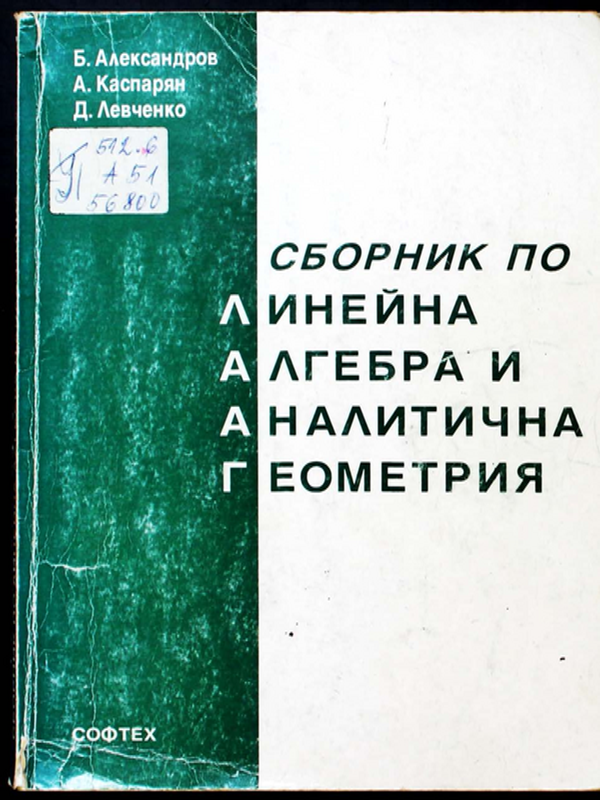 Б. Александров
А. Каспарян
Д. Левченко
512.6
А 51
56800
СБОРНИК ПО
ЛИНЕЙНА
АЛГЕБРА И
АНАЛИТИЧНА
ГЕОМЕТРИЯ
СОФТЕХ